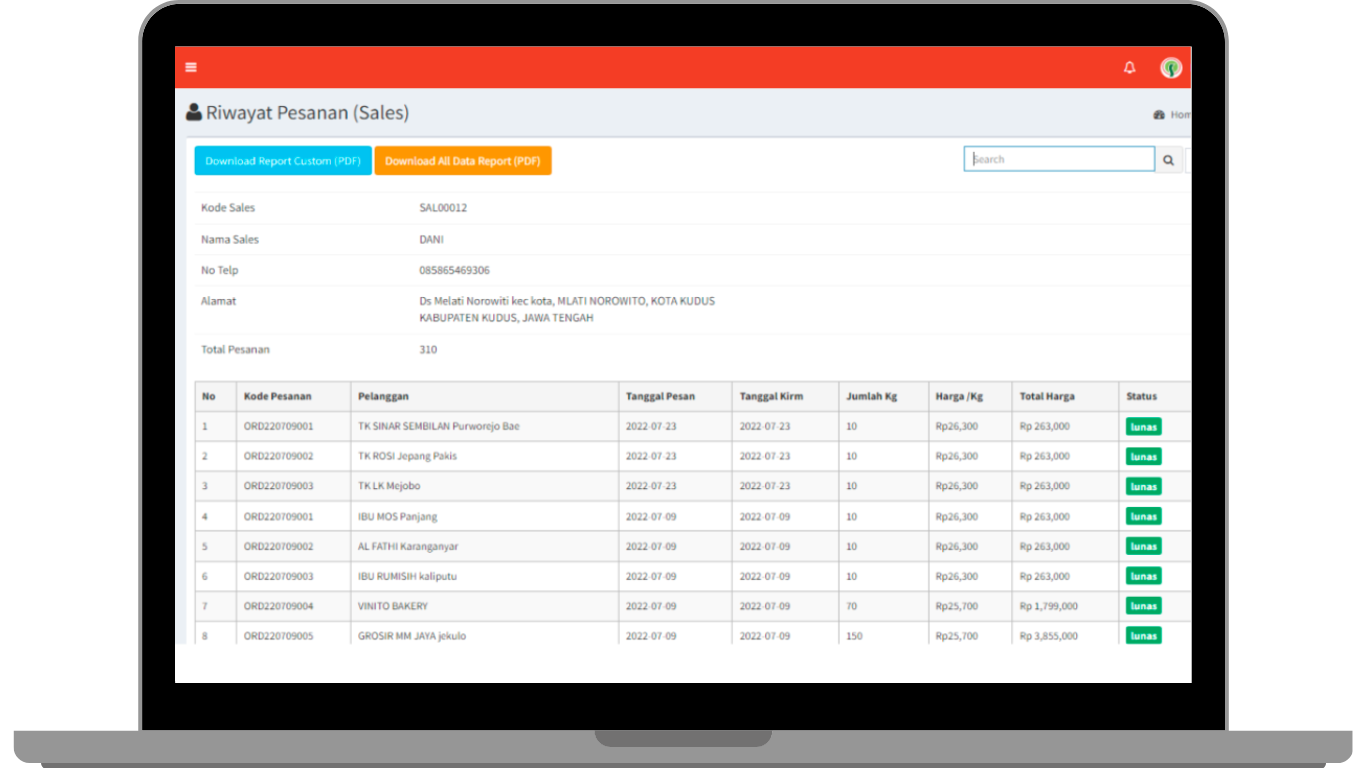 Riwayat Pesanan (Sales)
Hom
Download Report Custom (PDF) Download All Data Report (PDF) Search
Kode Sales SAL00012
Nama Sales DANI
No Telp 085865469306
Alamat Ds Melati Norowiti kec kota, MLATI NOROWITO, KOTA KUDUS
KABUPATEN KUDUS, JAWA TENGAH
Total Pesanan 310
No Kode Pesanan Pelanggan Tanggal Pesan Tanggal Kirm Jumlah Kg Harga /Kg Total Harga Status
1 ORD220709001 TK SINAR SEMBILAN Purworejo Bae 2022-07-23 2022-07-23 10 Rp26,300 Rp 263,000 lunas
2 ORD220709002 TK ROSI Jepang Pakis 2022-07-23 2022-07-23 10 Rp26,300 Rp 263,000 lunas
3 ORD220709003 TK LK Mejobo 2022-07-23 2022-07-23 10 Rp26,300 Rp 263,000 lunas
4 ORD220709001 IBU MOS Panjang 2022-07-09 2022-07-09 10 Rp26,300 Rp 263,000 lunas
5 ORD220709002 AL FATHI Karanganyar 2022-07-09 2022-07-09 10 Rp26,300 Rp 263,000 lunas
6 ORD220709003 IBU RUMISIH kaliputu 2022-07-09 2022-07-09 10 Rp26,300 Rp 263,000 lunas
7 ORD220709004 VINITO BAKERY 2022-07-09 2022-07-09 70 Rp25,700 Rp 1,799,000 lunas
8 ORD220709005 GROSIR MM JAYA jekulo 2022-07-09 2022-07-09 150 Rp25,700 Rp 3,855,000 lunas